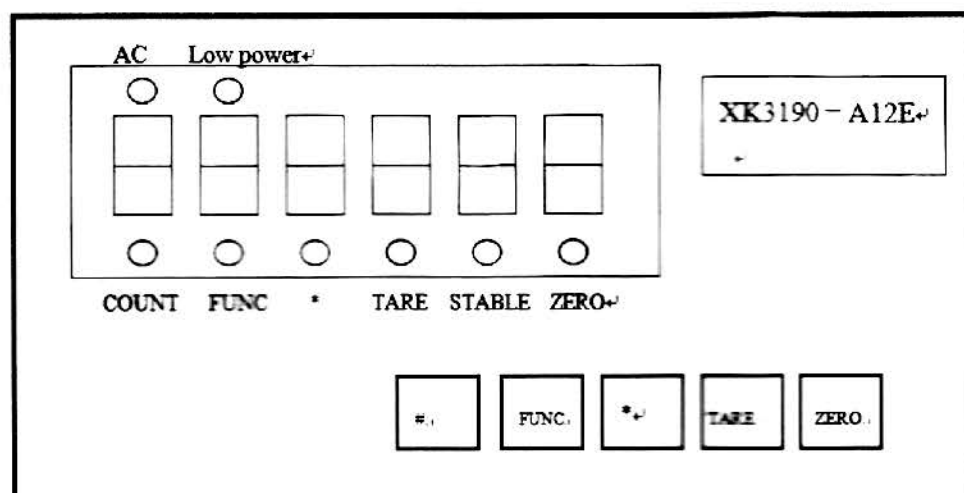 AC Low power↵
XK3190－A12E↵
COUNT FUNC * TARE STABLE ZERO↵
#↵ FUNC↵ *↵ TARE ZERO↵